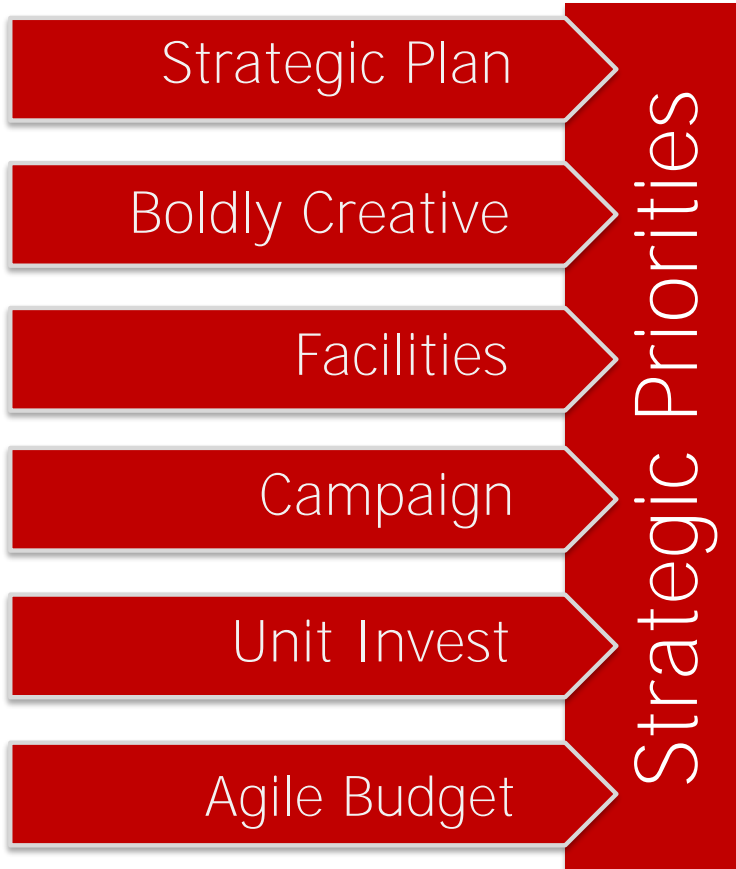 Strategic Plan
Boldly Creative
Facilities
Campaign
Unit Invest
Agile Budget
Strategic Priorities